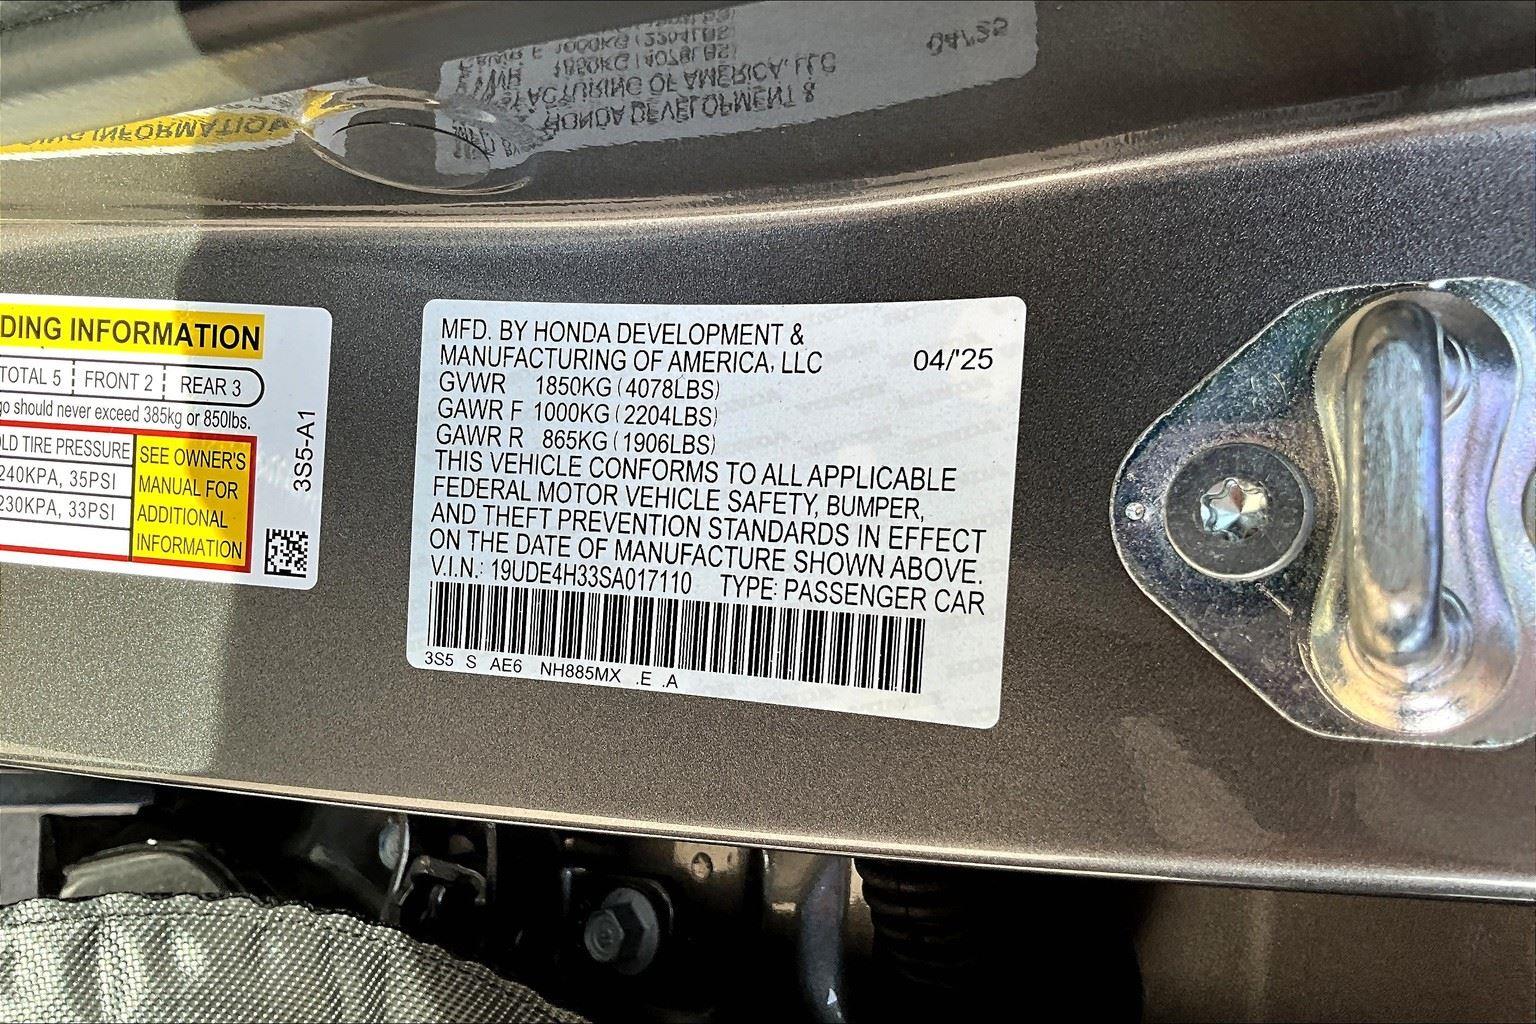 DING INFORMATION
TOTAL 5 FRONT 2 REAR 3
go should never exceed 385kg or 850lbs.
LD TIRE PRESSURE
240KPA, 35PSI
230KPA, 33PSI
SEE OWNER'S
MANUAL FOR
ADDITIONAL
INFORMATION
3S5-A1
MFD. BY HONDA DEVELOPMENT &
MANUFACTURING OF AMERICA, LLC 04/'25
GVWR 1850KG (4078LBS)
GAWR F 1000KG (2204LBS)
GAWR R 865KG (1906LBS)
THIS VEHICLE CONFORMS TO ALL APPLICABLE
FEDERAL MOTOR VEHICLE SAFETY, BUMPER,
AND THEFT PREVENTION STANDARDS IN EFFECT
ON THE DATE OF MANUFACTURE SHOWN ABOVE.
V.I.N.: 19UDE4H33SA017110 TYPE: PASSENGER CAR
3S5 S AE6 NH885MX .E .A